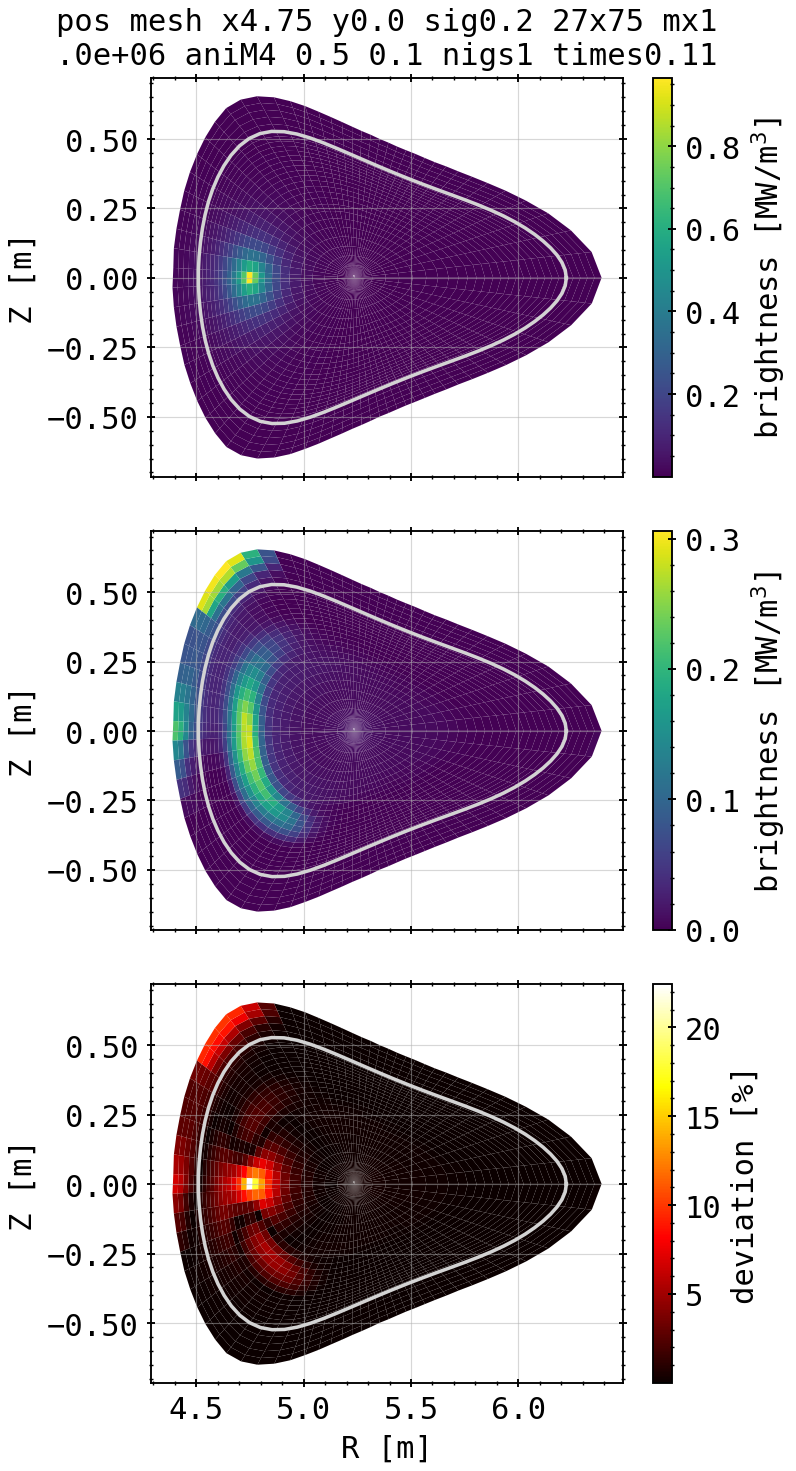 pos mesh x4.75 y0.0 sig0.2 27x75 mx1
.0e+06 aniM4 0.5 0.1 nigs1 times0.11
0.50
0.25
0.00
−0.25
−0.50
Z [m]
0.8
0.6
0.4
0.2
brightness [MW/m³]
0.50
0.25
0.00
−0.25
−0.50
Z [m]
0.3
0.2
0.1
0.0
brightness [MW/m³]
0.50
0.25
0.00
−0.25
−0.50
Z [m]
20
15
10
5
deviation [%]
4.5 5.0 5.5 6.0
R [m]